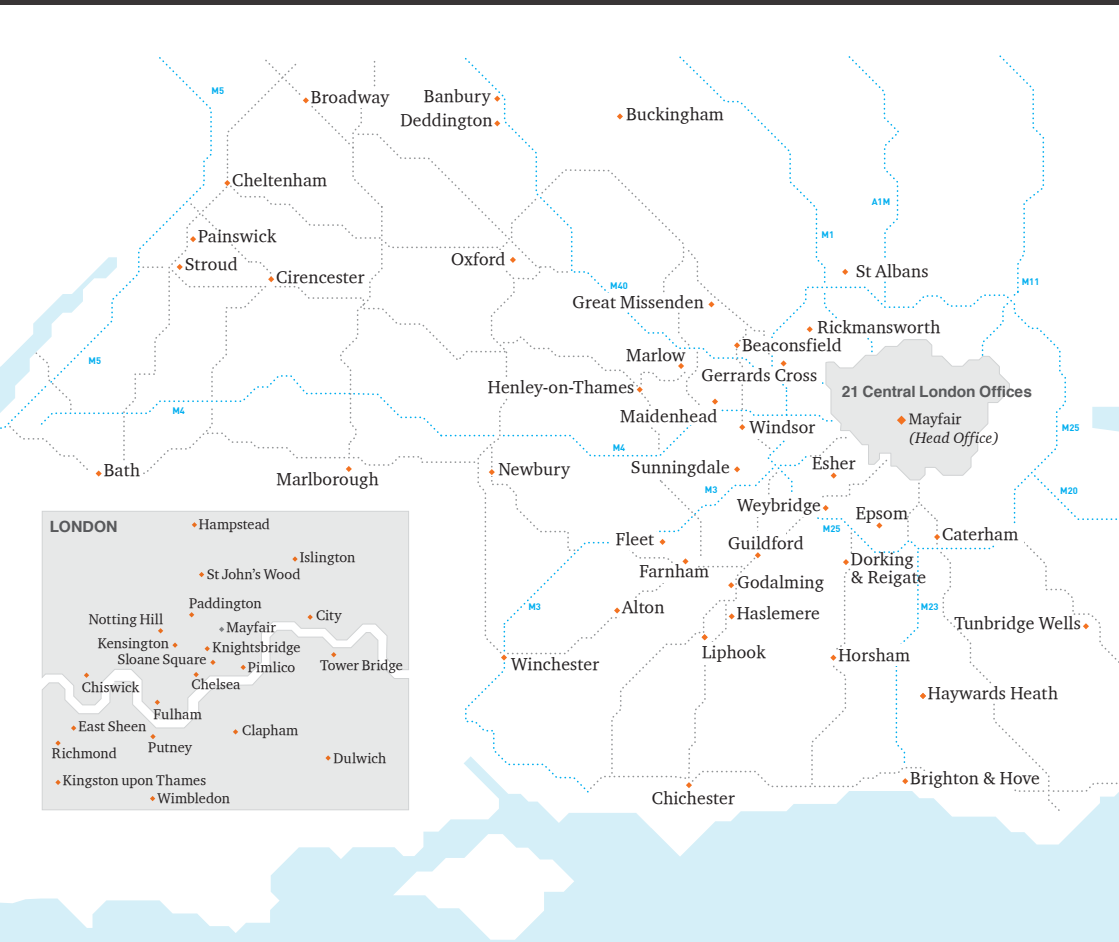 M5
Broadway
Banbury
Deddington
Buckingham
Cheltenham
A1M
M1
Painswick
Stroud
Cirencester
Oxford
St Albans
M11
M40
Great Missenden
Rickmansworth
Beaconsfield
Marlow
M5
Gerrards Cross
Henley-on-Thames
21 Central London Offices
M4
Maidenhead
Mayfair
(Head Office)
Windsor
M25
M4
Bath
Marlborough
Newbury
Sunningdale
Esher
M3
M20
Weybridge
Epsom
M25
Caterham
Fleet
Guildford
Farnham
Dorking
& Reigate
Godalming
M3
Alton
Haslemere
M23
Tunbridge Wells
Liphook
Winchester
Horsham
Haywards Heath
Brighton & Hove
Chichester
LONDON
Hampstead
Islington
St John's Wood
Paddington
Notting Hill
City
Mayfair
Kensington
Knightsbridge
Sloane Square
Pimlico
Tower Bridge
Chiswick
Chelsea
Fulham
East Sheen
Clapham
Putney
Richmond
Dulwich
Kingston upon Thames
Wimbledon